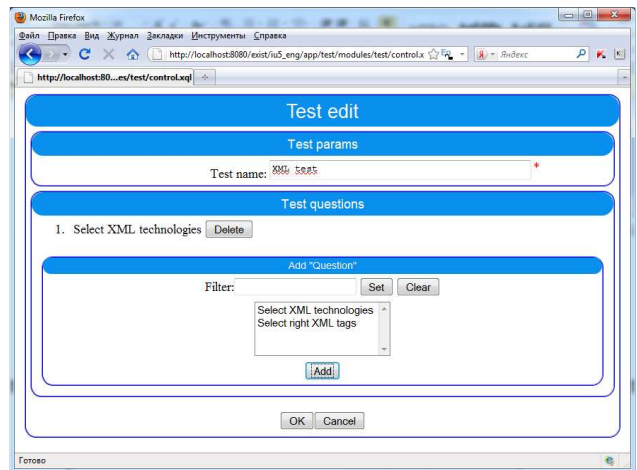 Mozilla Firefox
Файл Правка Вид Журнал Закладки Инструменты Справка
http://localhost:8080/exist/iu5_eng/app/test/modules/test/control.x Яндекс
http://localhost:80...es/test/control.xql
Test edit
Test params
Test name: XML test *
Test questions
1. Select XML technologies Delete
Add "Question"
Filter: Set Clear
Select XML technologies
Select right XML tags
Add
OK Cancel
Готово